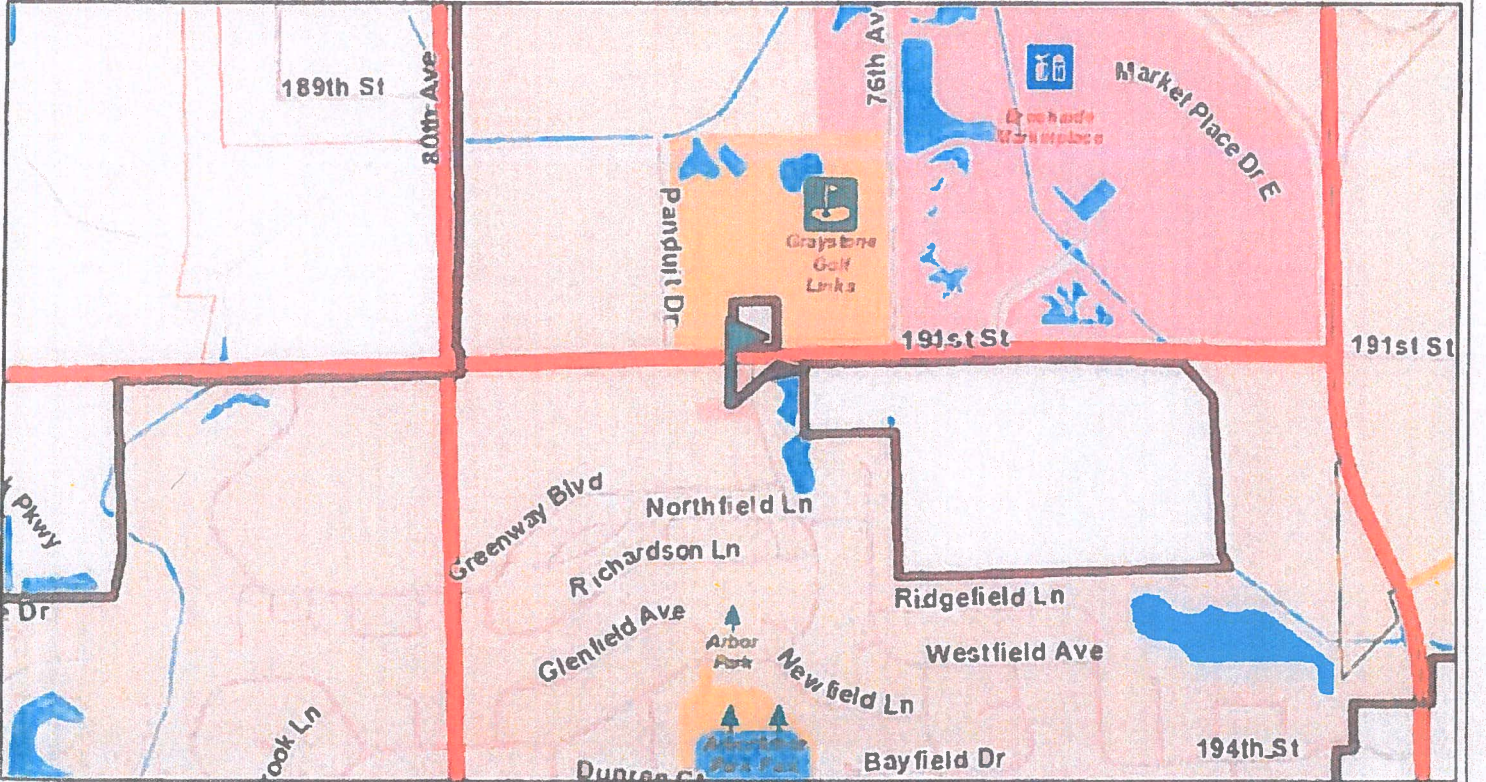 76th Av
80th Ave
189th St
Market Place Dr E
Panduit Dr
Graystone
Golf
Links
191st St
191st St
Pkwy
Greenway Blvd
Northfield Ln
Richardson Ln
Dr
Ridgefield Ln
Glenfield Ave
Arbor
Park
Westfield Ave
Newfield Ln
ook Ln
194th St
Bayfield Dr